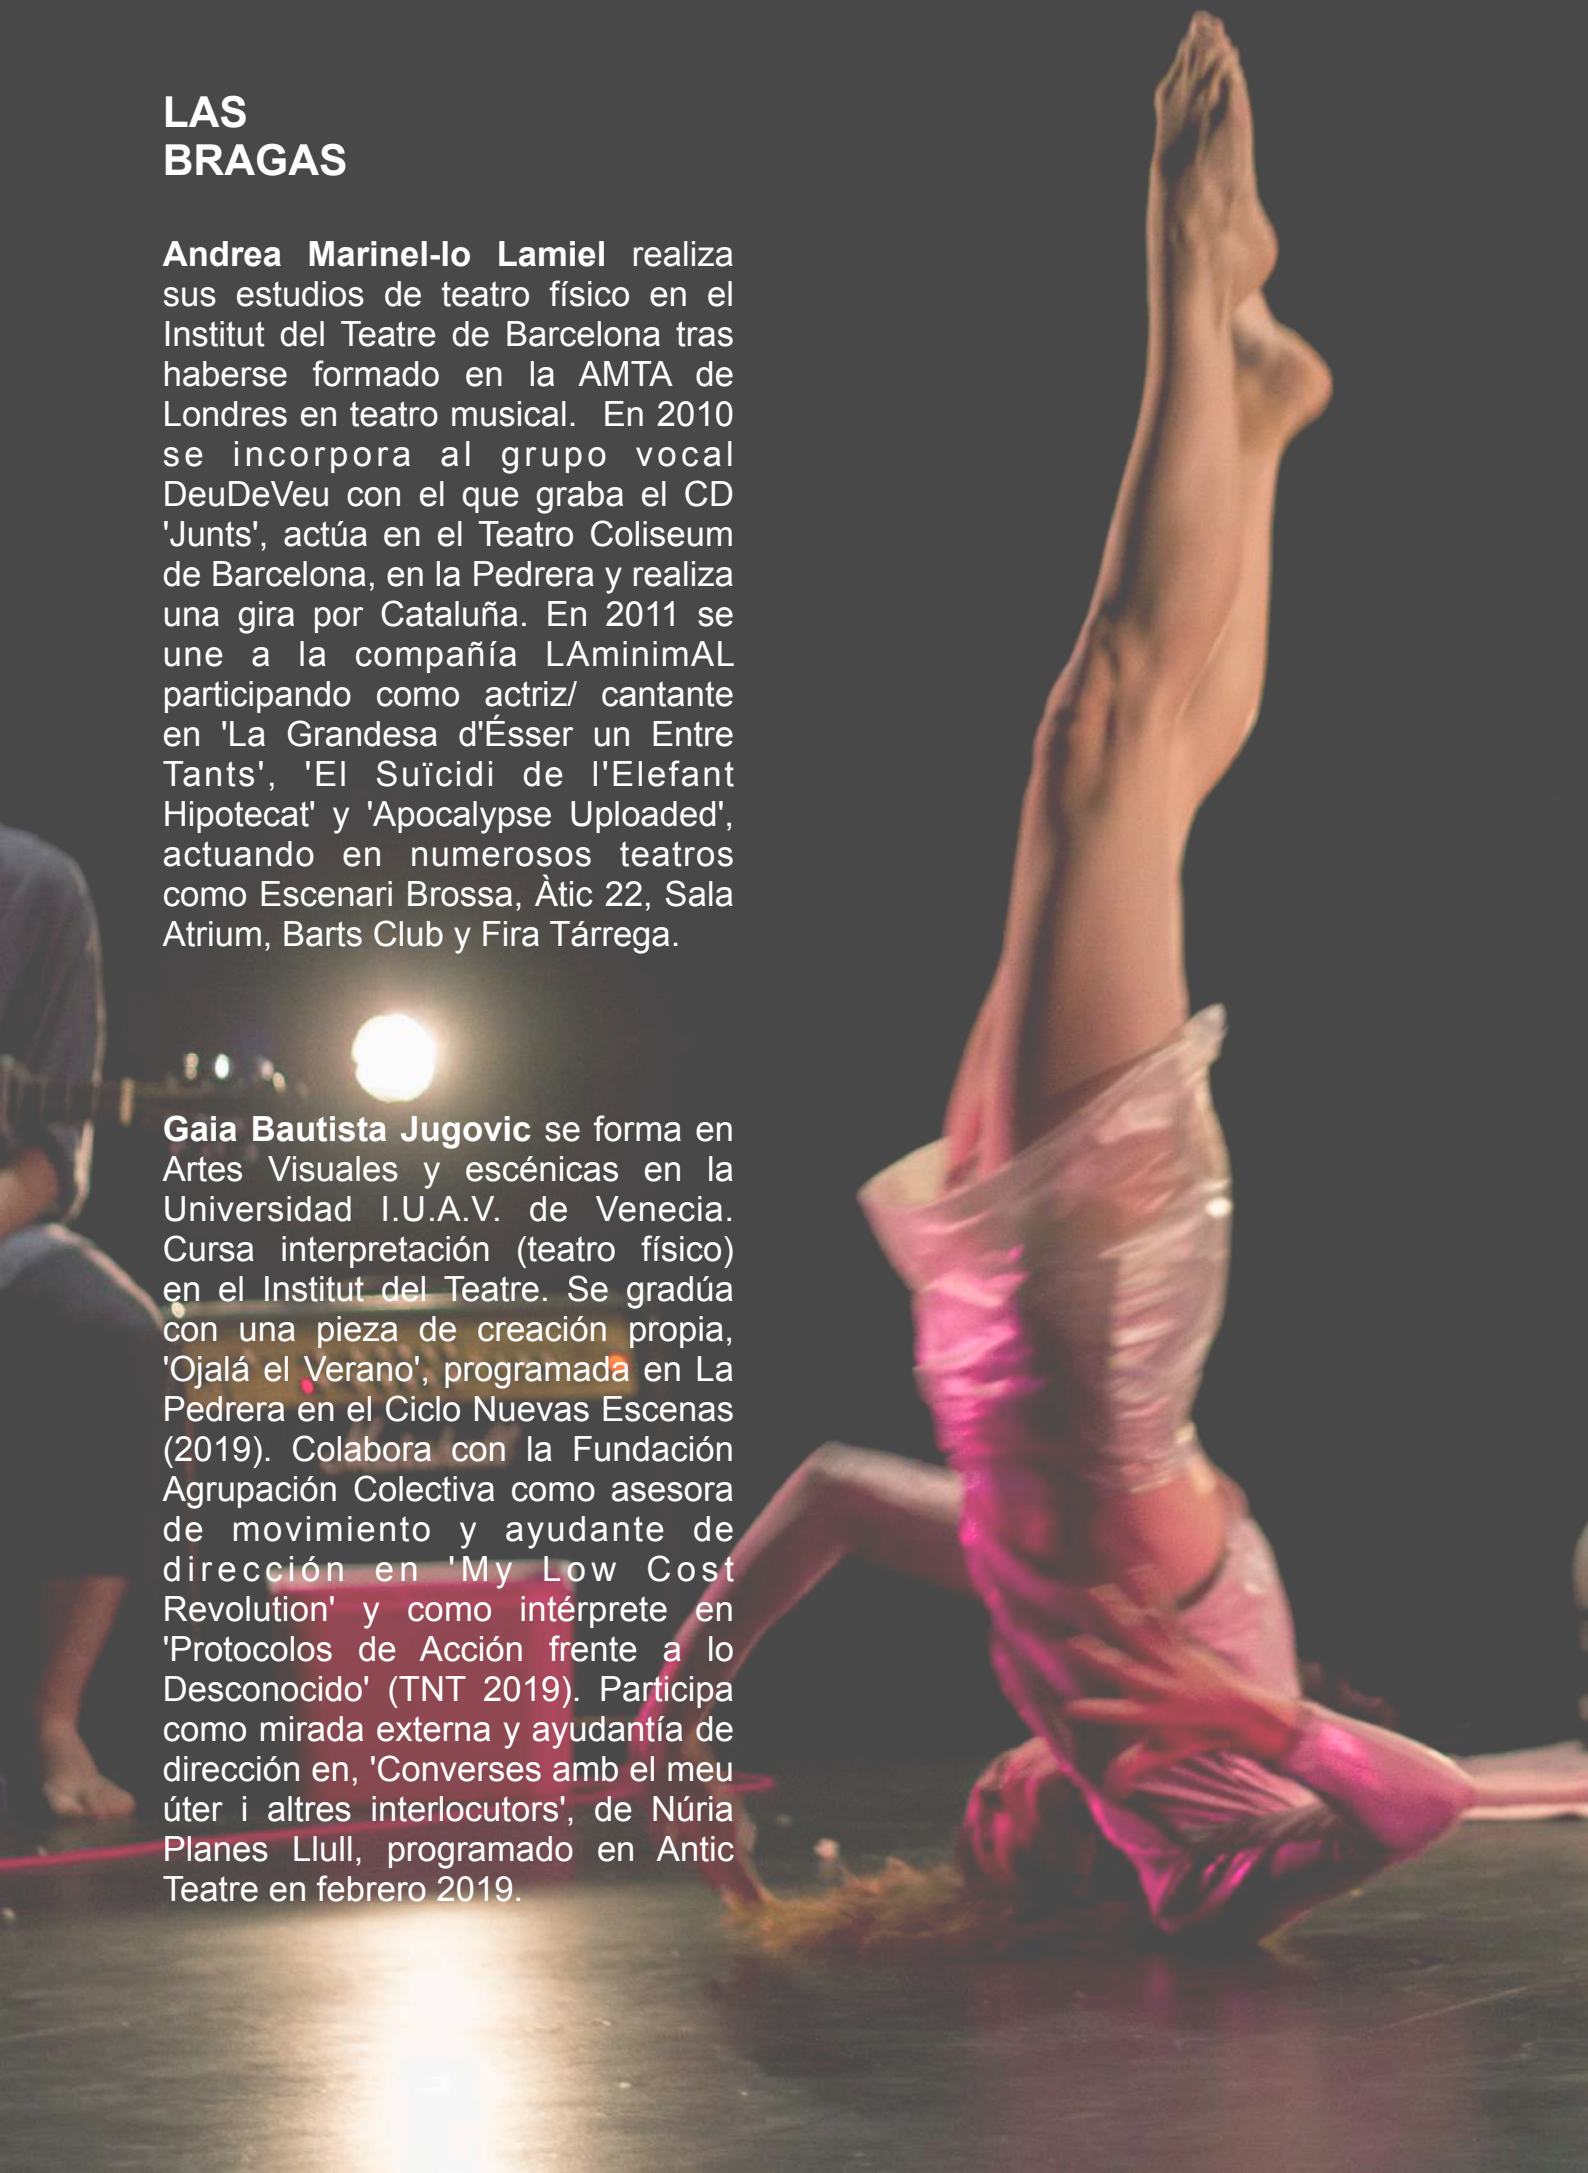 LAS
BRAGAS
Andrea Marinel-lo Lamiel realiza
sus estudios de teatro físico en el
Institut del Teatre de Barcelona tras
haberse formado en la AMTA de
Londres en teatro musical. En 2010
se incorpora al grupo vocal
DeuDeVeu con el que graba el CD
'Junts', actúa en el Teatro Coliseum
de Barcelona, en la Pedrera y realiza
una gira por Cataluña. En 2011 se
une a la compañía LAminimAL
participando como actriz/ cantante
en 'La Grandesa d'Ésser un Entre
Tants', 'El Suïcidi de l'Elefant
Hipotecat' y 'Apocalypse Uploaded',
actuando en numerosos teatros
como Escenari Brossa, Àtic 22, Sala
Atrium, Barts Club y Fira Tárrega.
Gaia Bautista Jugovic se forma en
Artes Visuales y escénicas en la
Universidad I.U.A.V. de Venecia.
Cursa interpretación (teatro físico)
en el Institut del Teatre. Se gradúa
con una pieza de creación propia,
'Ojalá el Verano', programada en La
Pedrera en el Ciclo Nuevas Escenas
(2019). Colabora con la Fundación
Agrupación Colectiva como asesora
de movimiento y ayudante de
dirección en 'My Low Cost
Revolution' y como intérprete en
'Protocolos de Acción frente a lo
Desconocido' (TNT 2019). Participa
como mirada externa y ayudantía de
dirección en, 'Converses amb el meu
úter i altres interlocutors', de Núria
Planes Llull, programado en Antic
Teatre en febrero 2019.